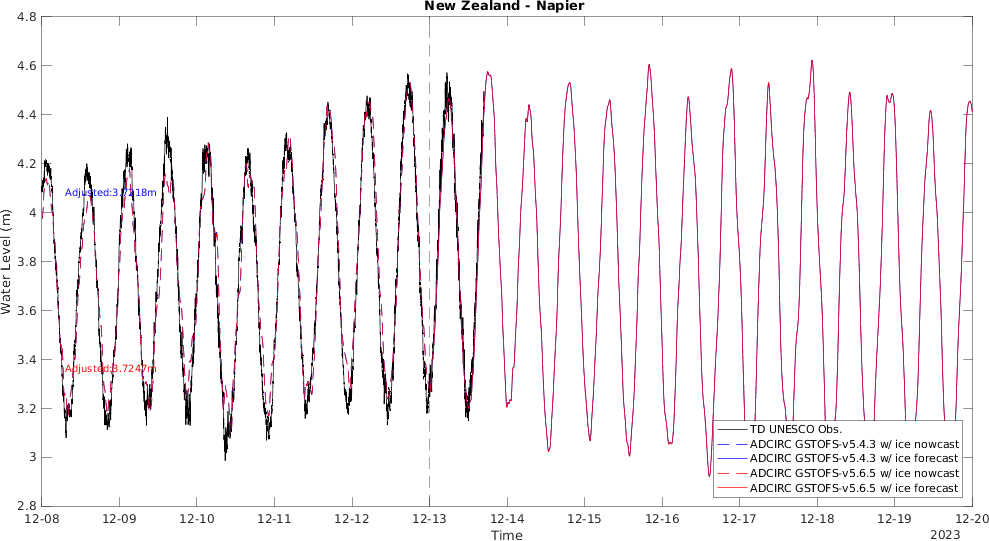 New Zealand - Napier
4.8
4.6
4.4
4.2
4
3.8
3.6
3.4
3.2
3
2.8
Water Level (m)
Adjusted:3.7218m
Adjusted:3.7247m
TD UNESCO Obs.
ADCIRC GSTOFS-v5.4.3 w/ ice nowcast
ADCIRC GSTOFS-v5.4.3 w/ ice forecast
ADCIRC GSTOFS-v5.6.5 w/ ice nowcast
ADCIRC GSTOFS-v5.6.5 w/ ice forecast
12-08 12-09 12-10 12-11 12-12 12-13 12-14 12-15 12-16 12-17 12-18 12-19 12-20
Time
2023